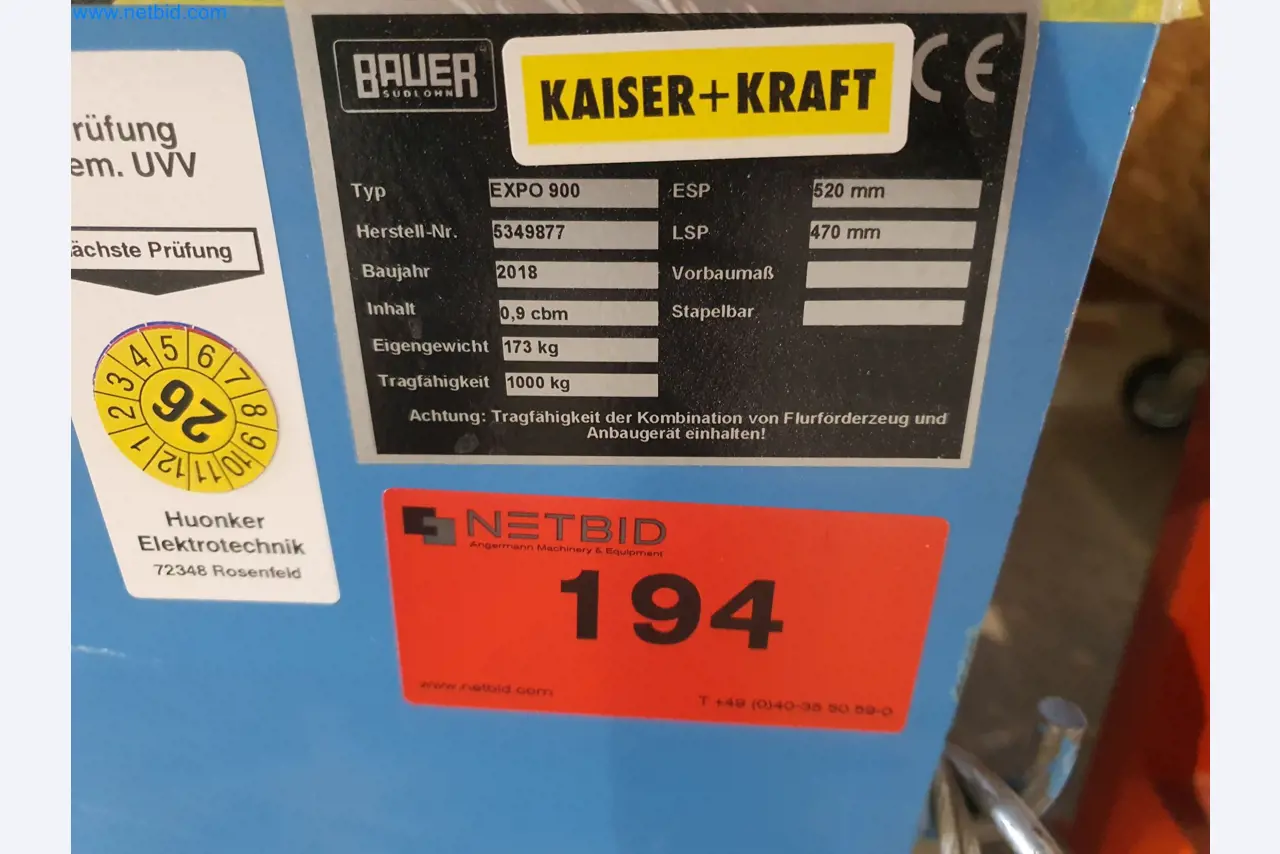 www.netbid.com
BAUER
SÜDLOHN
KAISER+KRAFT
CE
Typ EXPO 900 ESP 520 mm
Herstell-Nr. 5349877 LSP 470 mm
Baujahr 2018 Vorbaumaß
Inhalt 0,9 cbm Stapelbar
Eigengewicht 173 kg
Tragfähigkeit 1000 kg
Achtung: Tragfähigkeit der Kombination von Flurförderzeug und
Anbaugerät einhalten!
rüfung
em. UVV
ächste Prüfung
1 2 3 4 5 6 7 8 9 10 11 12
26
Huonker
Elektrotechnik
72348 Rosenfeld
NETBID
Angermann Machinery & Equipment
194
www.netbid.com
T +49 (0)40-35 50 59-0